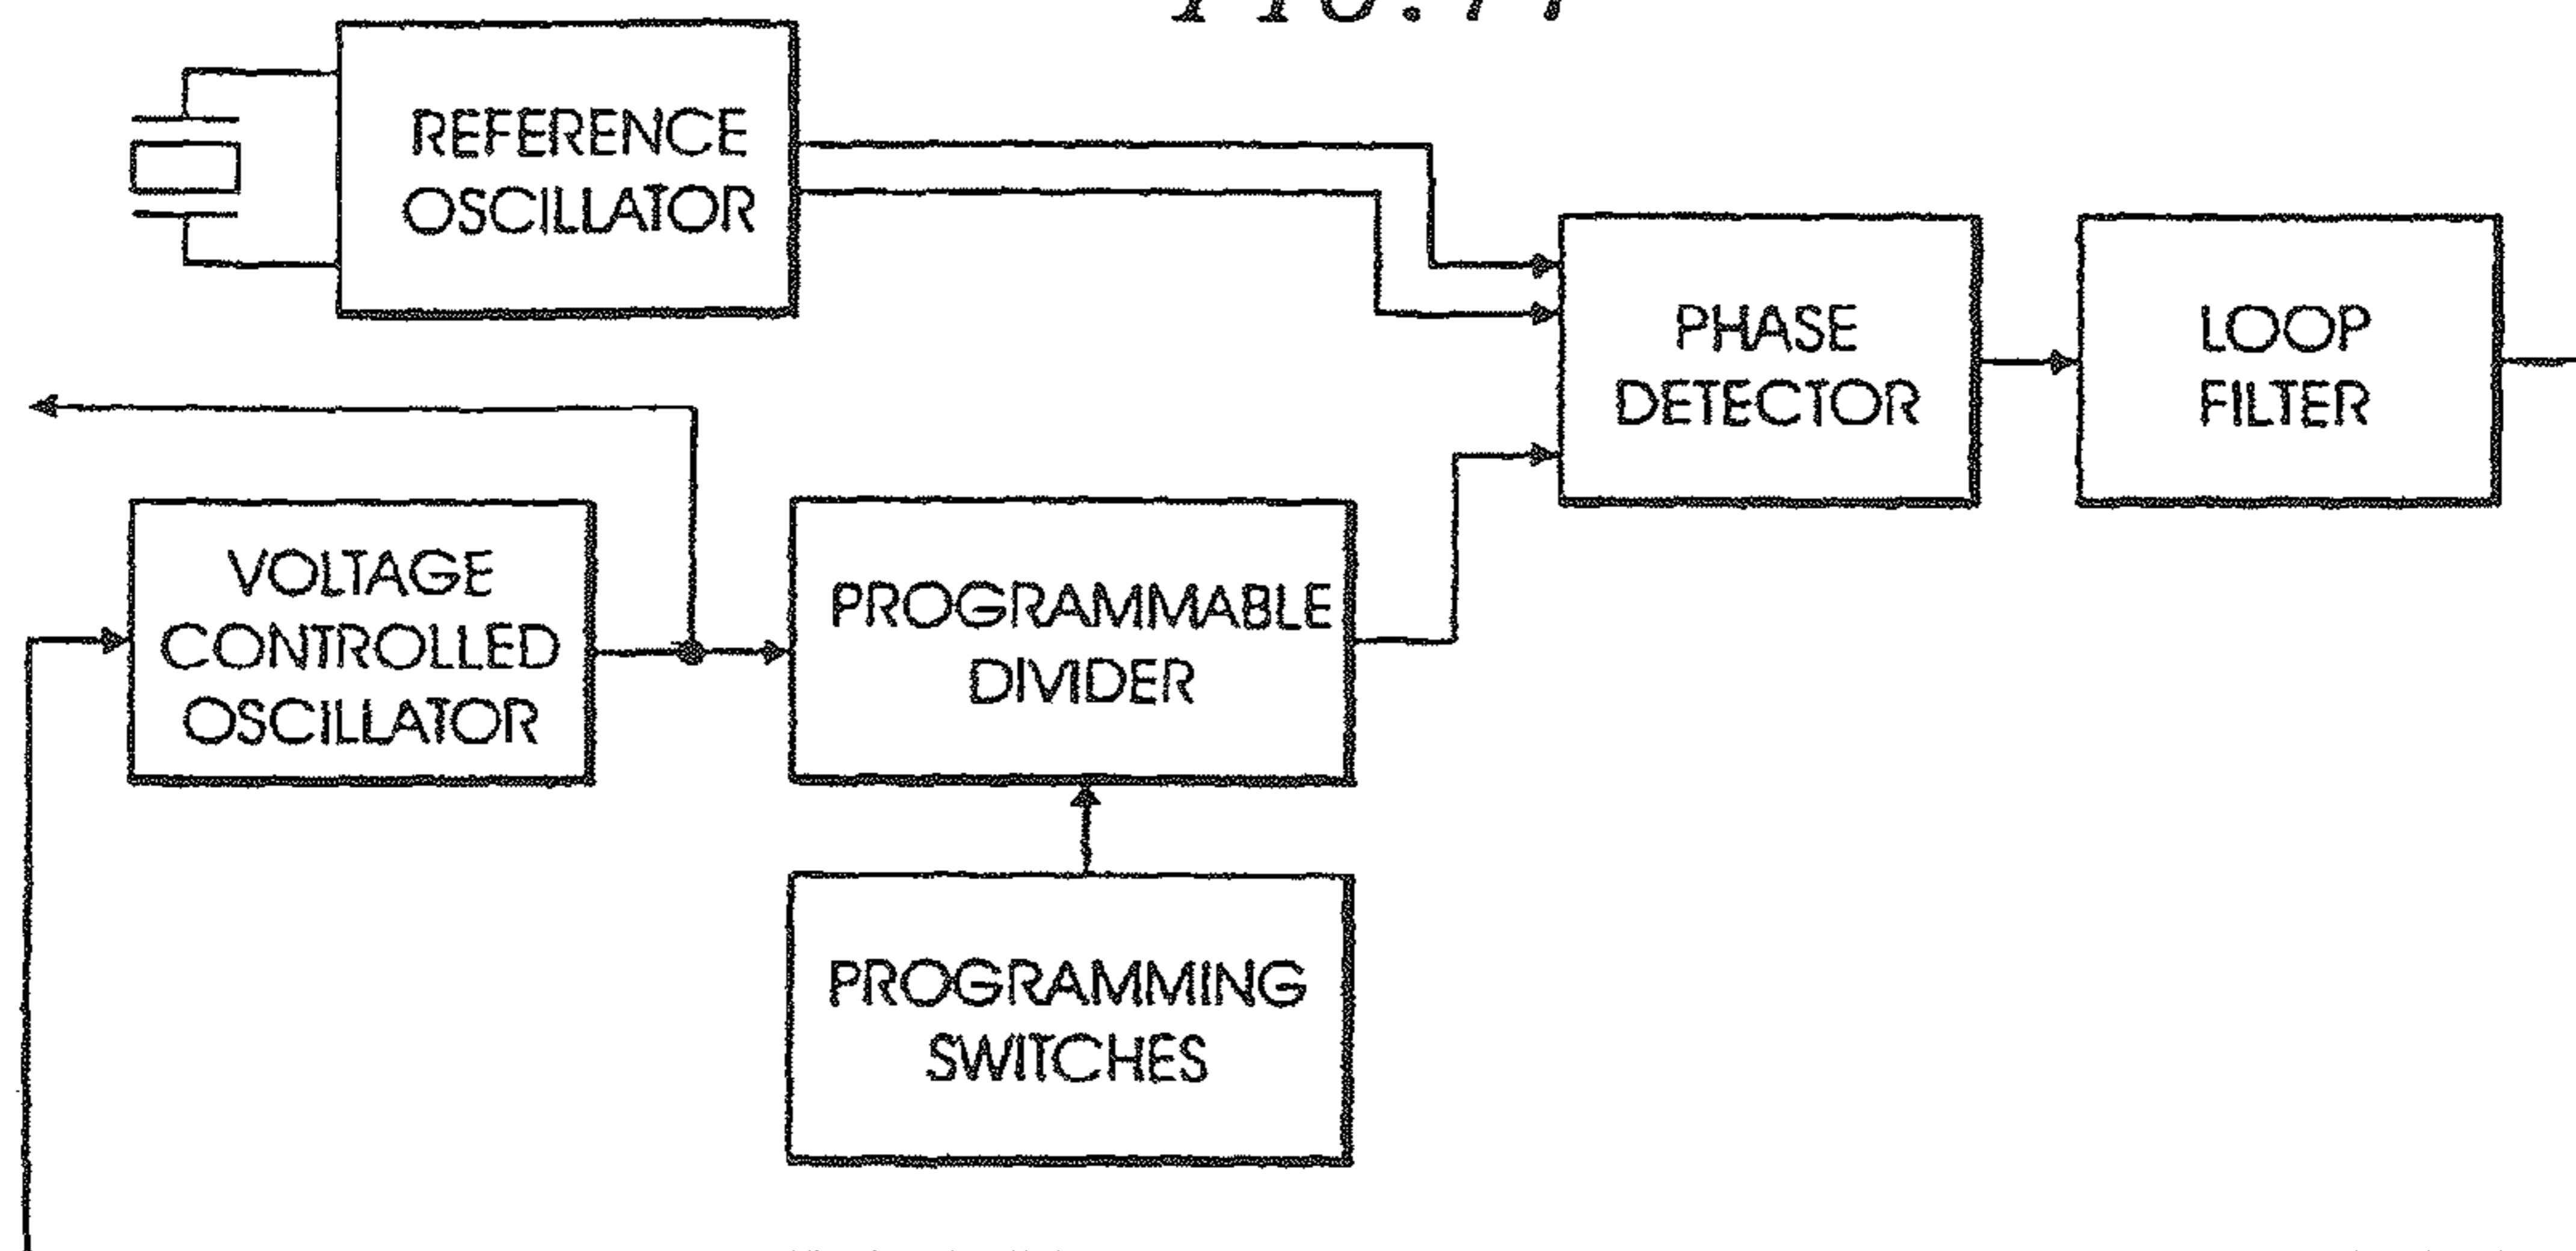 REFERENCE
OSCILLATOR
PHASE
DETECTOR
LOOP
FILTER
VOLTAGE
CONTROLLED
OSCILLATOR
PROGRAMMABLE
DIVIDER
PROGRAMMING
SWITCHES